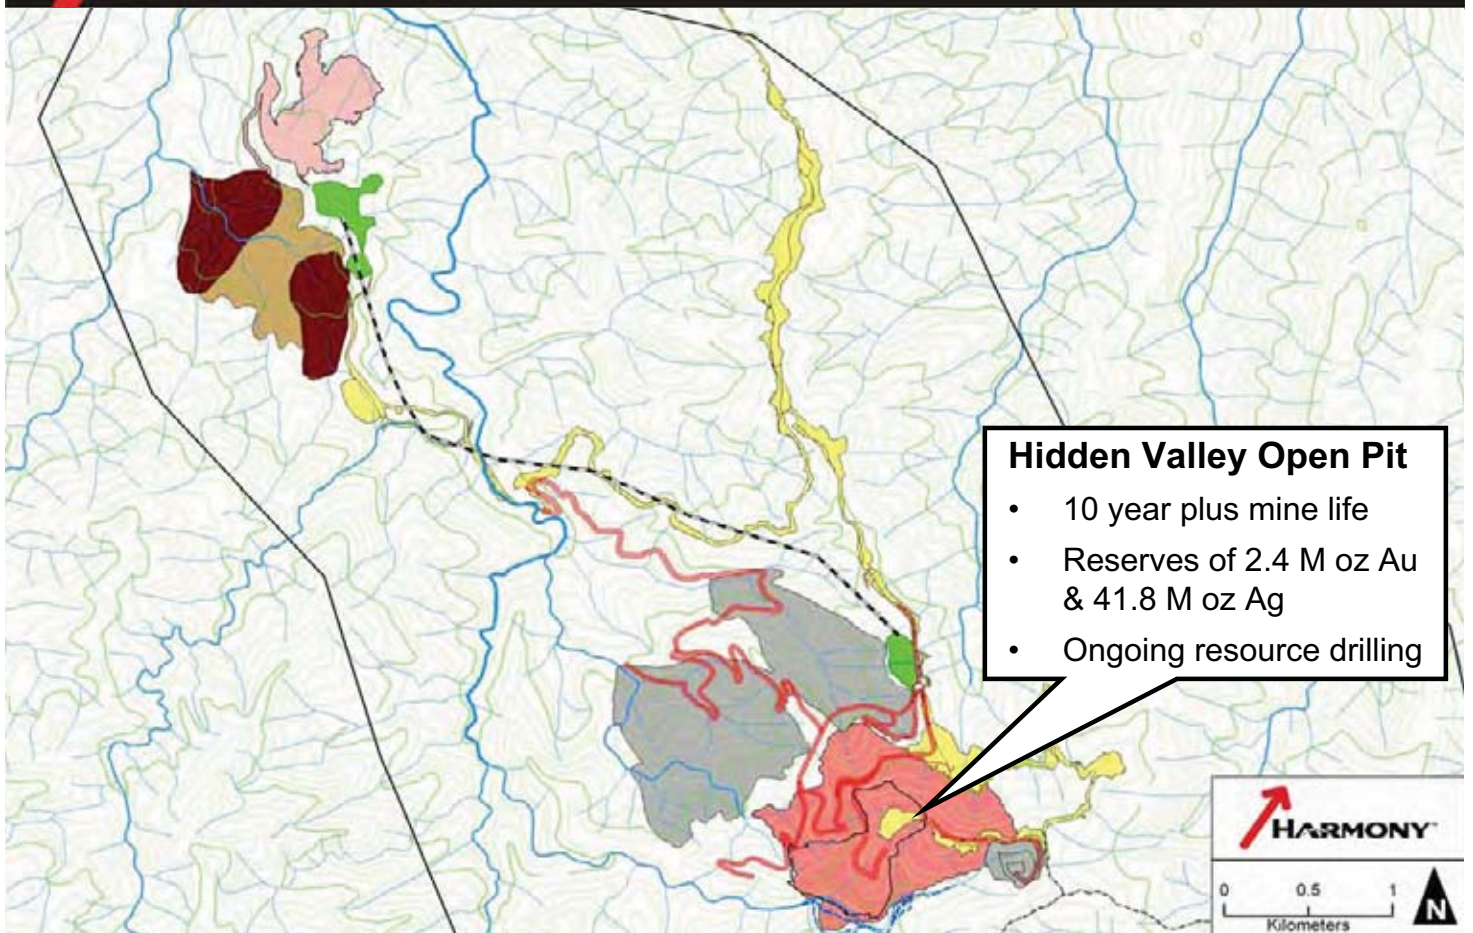 Hidden Valley Open Pit
• 10 year plus mine life
• Reserves of 2.4 M oz Au
& 41.8 M oz Ag
• Ongoing resource drilling
HARMONY™
0 0.5 1
Kilometers
N